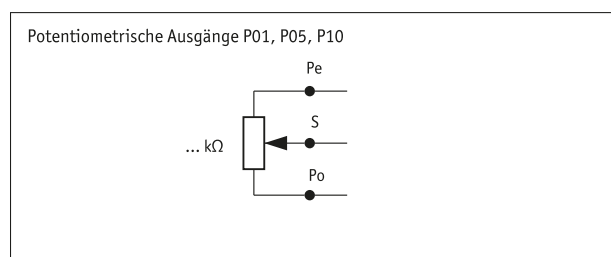 Potentiometrische Ausgänge P01, P05, P10
Pe
S
... kΩ
Po